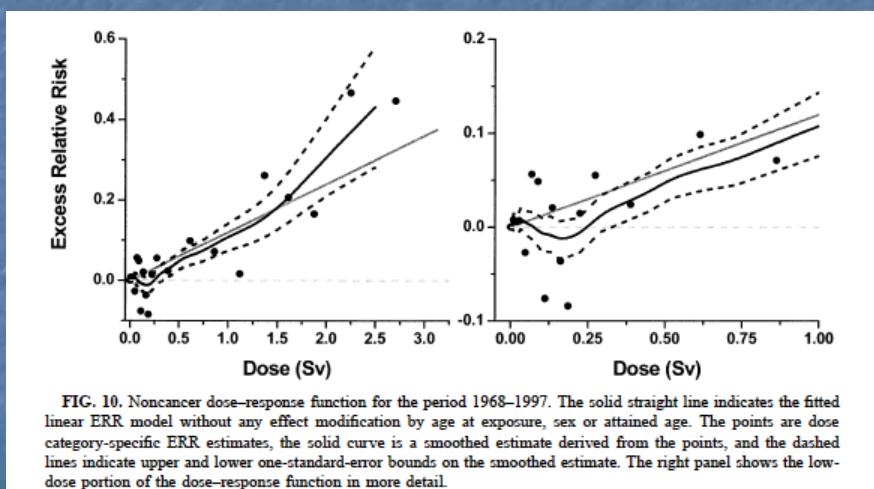 Excess Relative Risk
0.6
0.4
0.2
0.0
0.0 0.5 1.0 1.5 2.0 2.5 3.0
Dose (Sv)
0.2
0.1
0.0
-0.1
0.00 0.25 0.50 0.75 1.00
Dose (Sv)
FIG. 10. Noncancer dose–response function for the period 1968–1997. The solid straight line indicates the fitted
linear ERR model without any effect modification by age at exposure, sex or attained age. The points are dose
category-specific ERR estimates, the solid curve is a smoothed estimate derived from the points, and the dashed
lines indicate upper and lower one-standard-error bounds on the smoothed estimate. The right panel shows the low-
dose portion of the dose–response function in more detail.